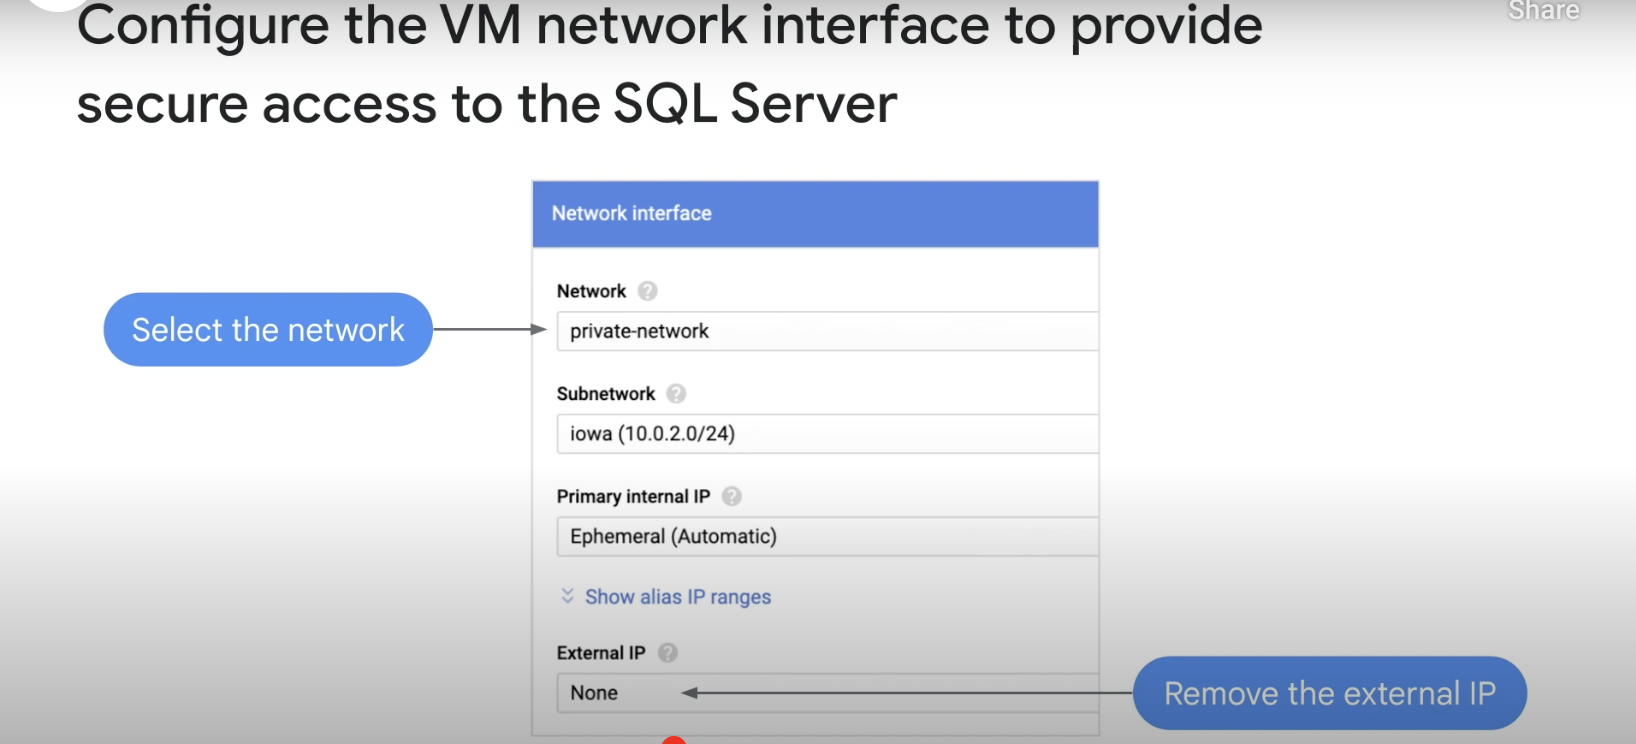 Configure the VM network interface to provide
Share
secure access to the SQL Server
Network interface
Network ?
Select the network
private-network
Subnetwork ?
iowa (10.0.2.0/24)
Primary internal IP ?
Ephemeral (Automatic)
Show alias IP ranges
External IP ?
None
Remove the external IP